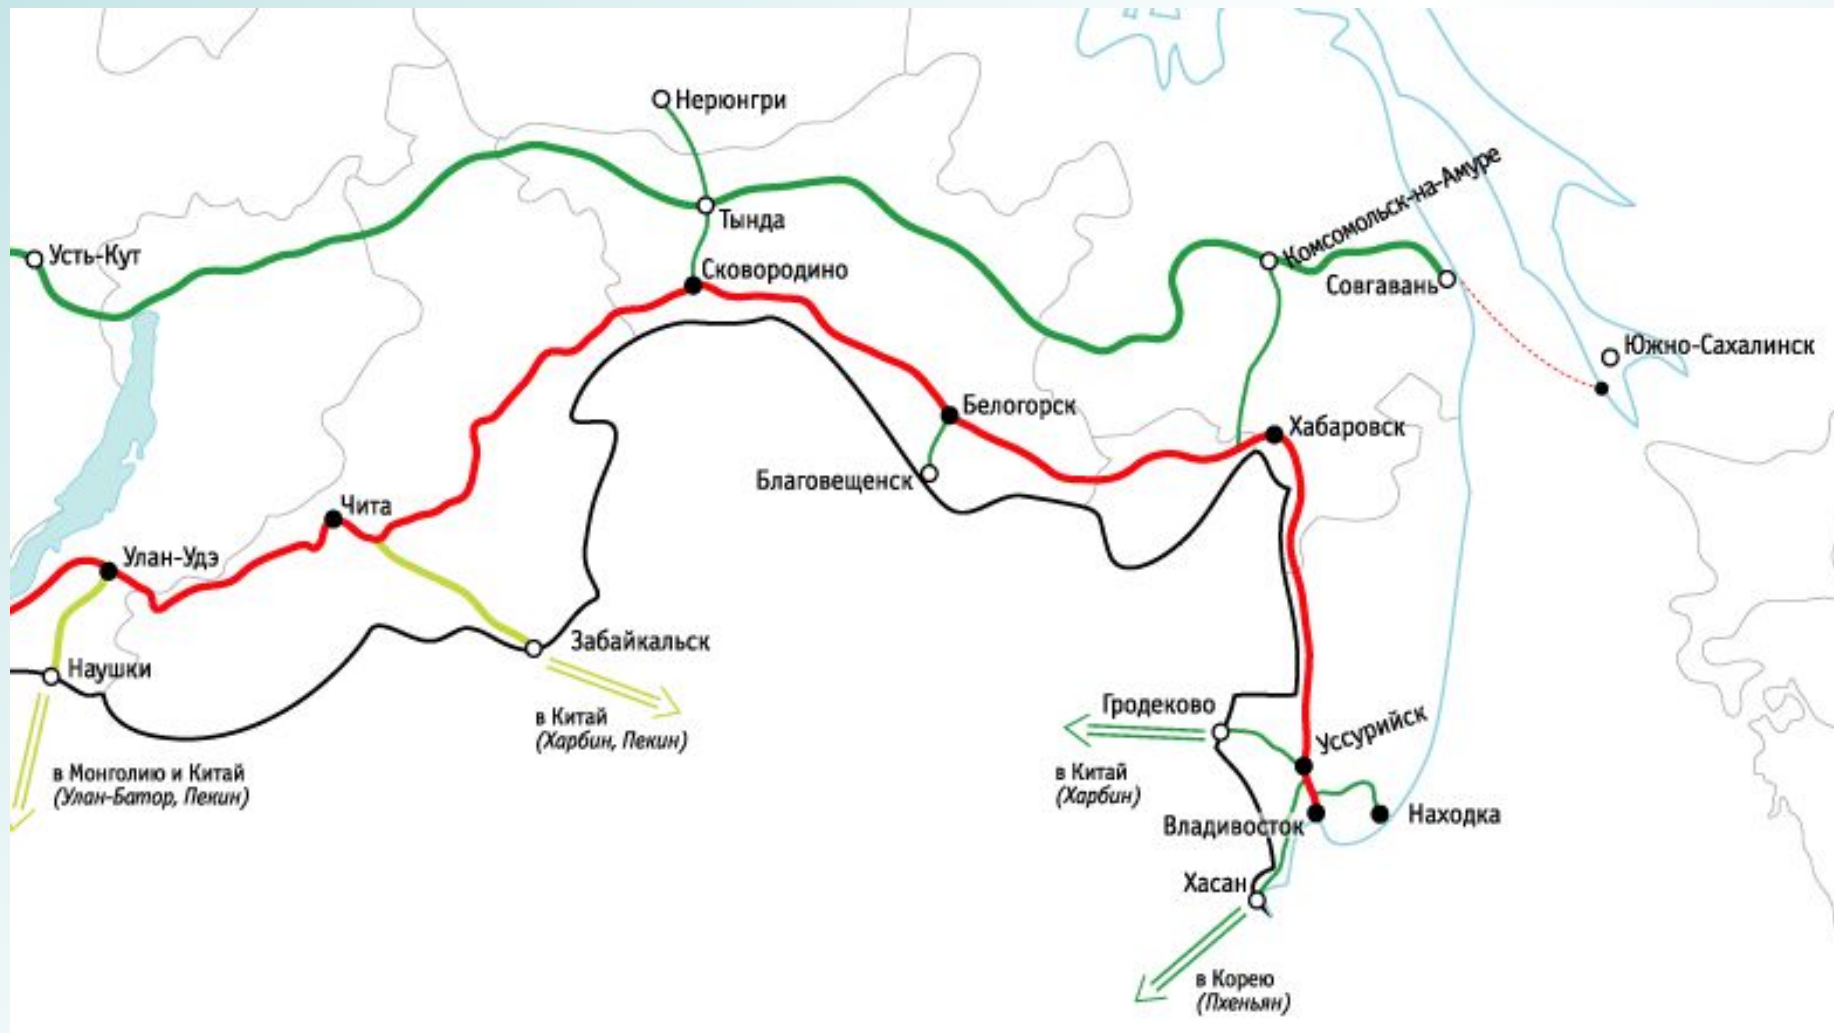 Нерюнгри
Комсомольск-на-Амуре
Тында
Усть-Кут
Сковородино
Совгавань
Южно-Сахалинск
Белогорск
Хабаровск
Благовещенск
Чита
Улан-Удэ
Забайкальск
Наушки
Гродеково
в Китай
(Харбин, Пекин)
Уссурийск
в Монголию и Китай
(Улан-Батор, Пекин)
в Китай
(Харбин)
Находка
Владивосток
Хасан
в Корею
(Пхеньян)